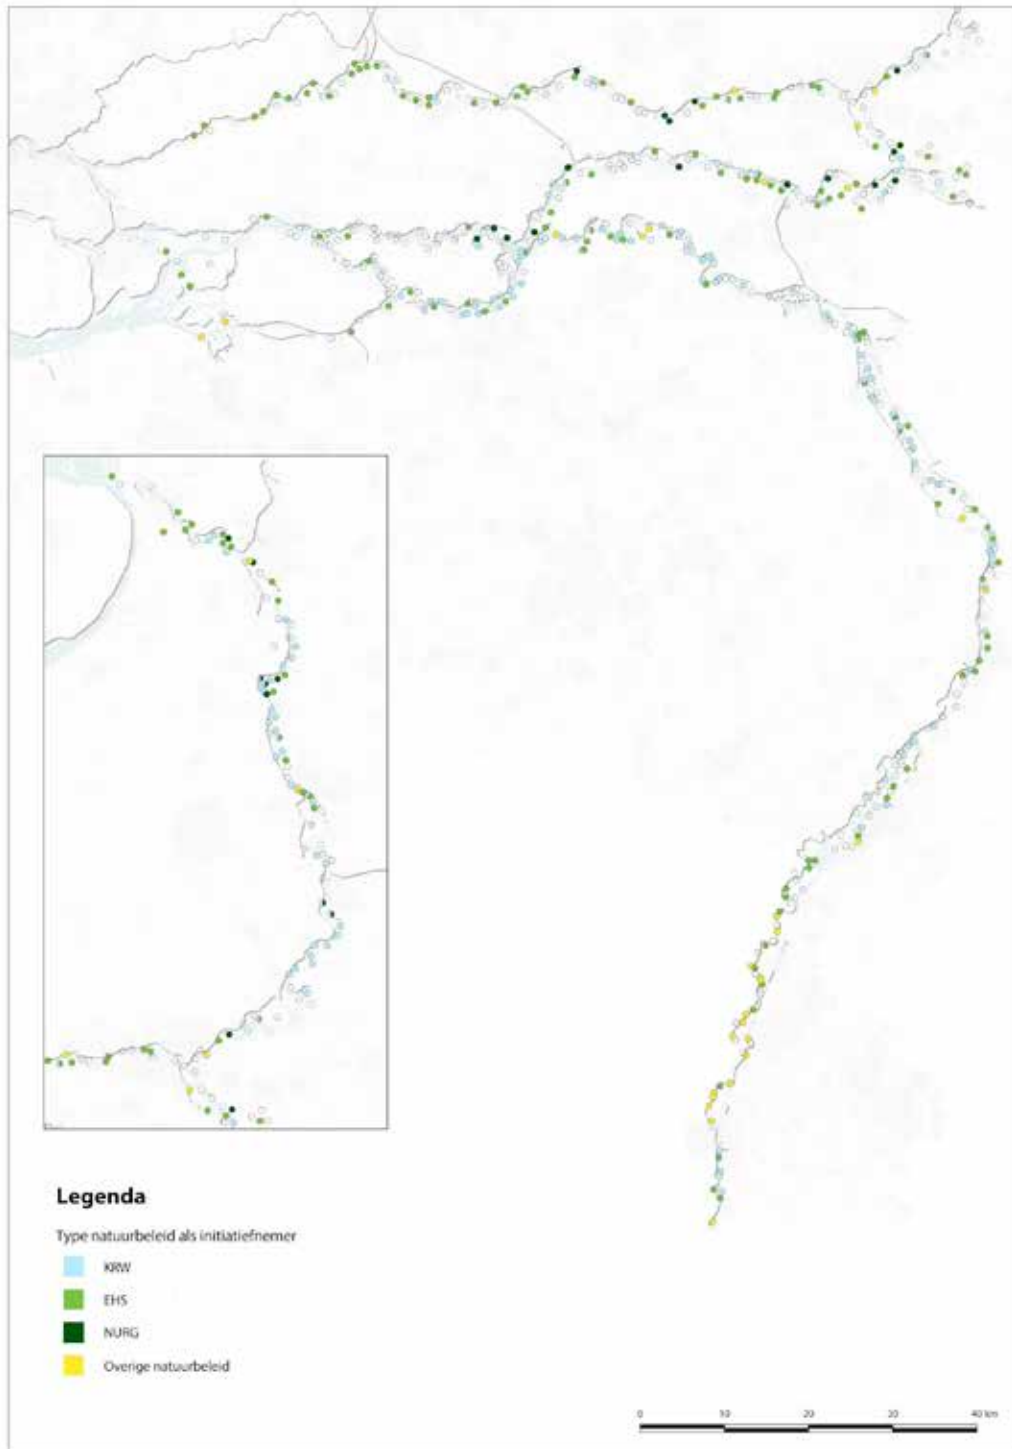 Legenda
Type natuurbeleid als initiatiefnemer
KRW
EHS
NURG
Overige natuurbeleid
0 10 20 30 40 km